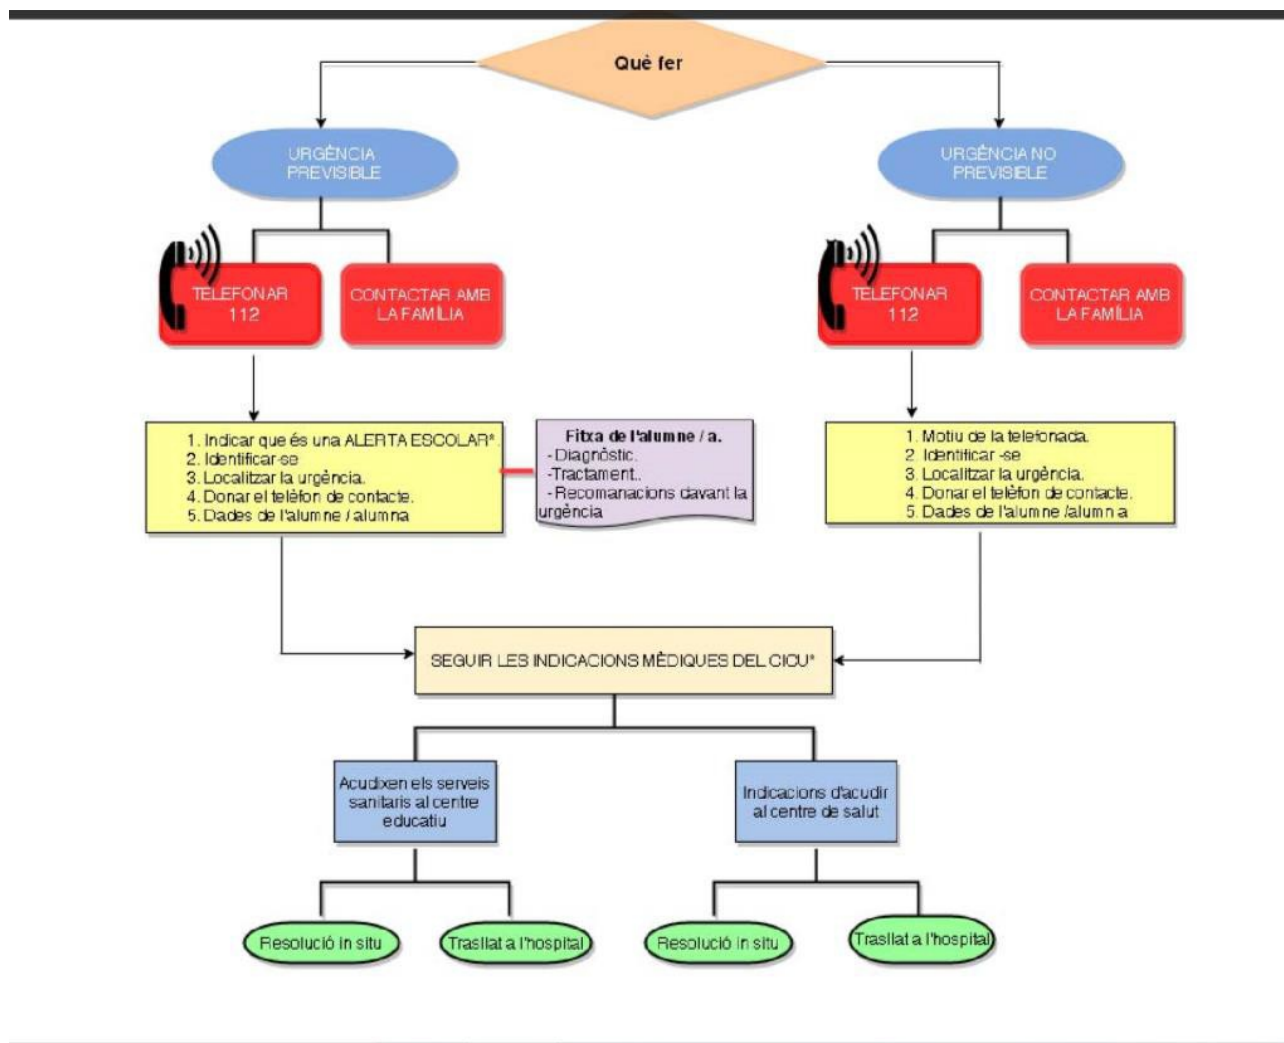 Què fer
URGÈNCIA
PREVISIBLE
URGÈNCIA NO
PREVISIBLE
TELEFONAR
112
CONTACTAR AMB
LA FAMÍLIA
TELEFONAR
112
CONTACTAR AMB
LA FAMÍLIA
1. Indicar que és una ALERTA ESCOLAR*.
2. Identificar-se
3. Localitzar la urgència.
4. Donar el telèfon de contacte.
5. Dades de l'alumne / alumna
Fitxa de l'alumne / a.
- Diagnòstic.
-Tractament..
- Recomanacions davant la
urgència
1. Motiu de la telefonada.
2. Identificar -se
3. Localitzar la urgència.
4. Donar el telèfon de contacte.
5. Dades de l'alumne /alumn a
SEGUIR LES INDICACIONS MÈDIQUES DEL CICU*
Acudixen els serveis
sanitaris al centre
educatiu
Indicacions d'acudir
al centre de salut
Resolució in situ
Trasllat a l'hospital
Resolució in situ
Trasllat a l'hospital